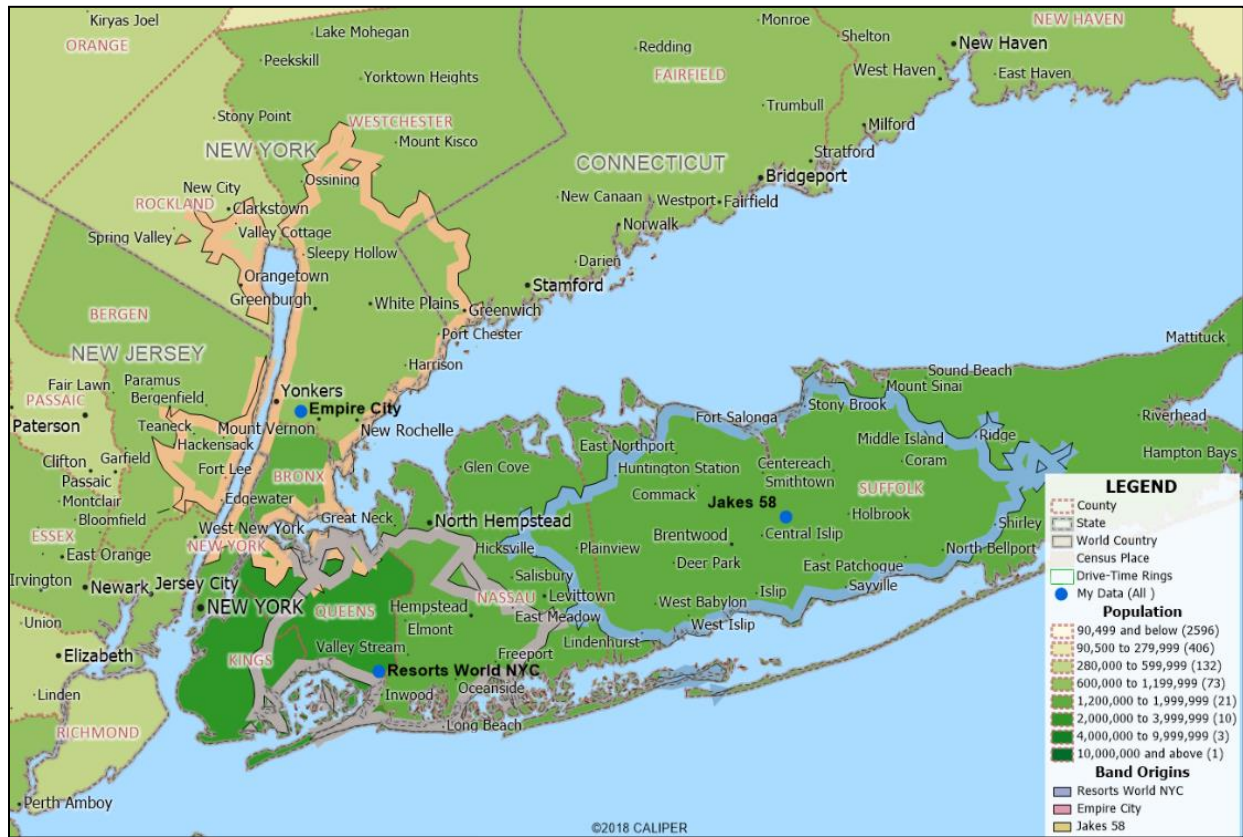 Kiryas Joel
ORANGE
Lake Mohegan
Peekskill
Yorktown Heights
Stony Point
WESTCHESTER
Mount Kisco
NEW YORK
Ossining
New City
ROCKLAND
Clarkstown
Spring Valley
Valley Cottage
Sleepy Hollow
Orangetown
Greenburgh
White Plains
Greenwich
Port Chester
Harrison
Monroe
Redding
FAIRFIELD
Shelton
NEW HAVEN
New Haven
West Haven
East Haven
Trumbull
Milford
Stratford
CONNECTICUT
Bridgeport
New Canaan
Westport
Fairfield
Norwalk
Darien
Stamford
BERGEN
NEW JERSEY
Fair Lawn
Paramus
PASSAIC
Bergenfield
Paterson
Teaneck
Hackensack
Yonkers
Empire City
Mount Vernon
New Rochelle
Clifton
Garfield
Passaic
Fort Lee
BRONX
Montclair
Edgewater
Bloomfield
West New York
Great Neck
ESSEX
NEW YORK
East Orange
Irvington
Newark
Jersey City
NEW YORK
QUEENS
Union
Elizabeth
KINGS
Linden
RICHMOND
Perth Amboy
Glen Cove
North Hempstead
Hicksville
Salisbury
NASSAU
Levittown
Hempstead
East Meadow
Elmont
Valley Stream
Freeport
Resorts World NYC
Oceanside
Inwood
Long Beach
Mattituck
Sound Beach
Mount Sinai
Stony Brook
Fort Salonga
Riverhead
East Northport
Middle Island
Ridge
Huntington Station
Centereach
Coram
Hampton Bays
Smithtown
Commack
SUFFOLK
Jakes 58
Holbrook
Brentwood
Central Islip
Shirley
Plainview
Deer Park
North Bellport
East Patchogue
Islip
Sayville
West Babylon
West Islip
Lindenhurst
LEGEND
County
State
World Country
Census Place
Drive-Time Rings
My Data (All )
Population
90,499 and below (2596)
90,500 to 279,999 (406)
280,000 to 599,999 (132)
600,000 to 1,199,999 (73)
1,200,000 to 1,999,999 (21)
2,000,000 to 3,999,999 (10)
4,000,000 to 9,999,999 (3)
10,000,000 and above (1)
Band Origins
Resorts World NYC
Empire City
Jakes 58
©2018 CALIPER